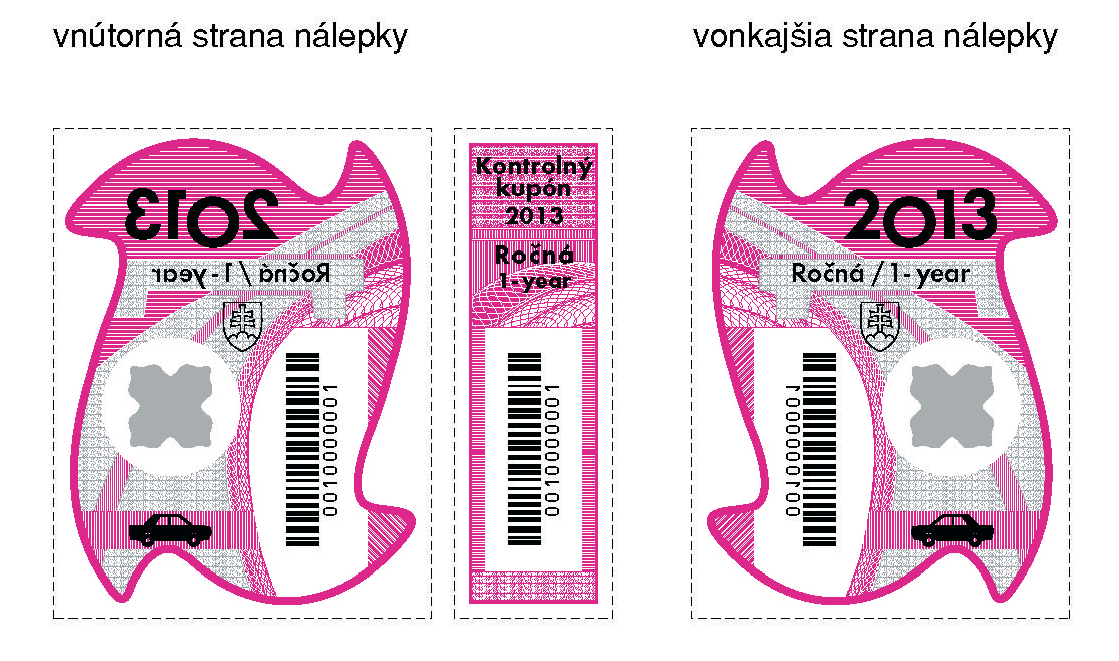 vnútorná strana nálepky
vonkajšia strana nálepky
2013
Ročná / 1-year
0010000001
Kontrolný
kupón
2013
Ročná
1-year
0010000001
2013
Ročná / 1-year
0010000001